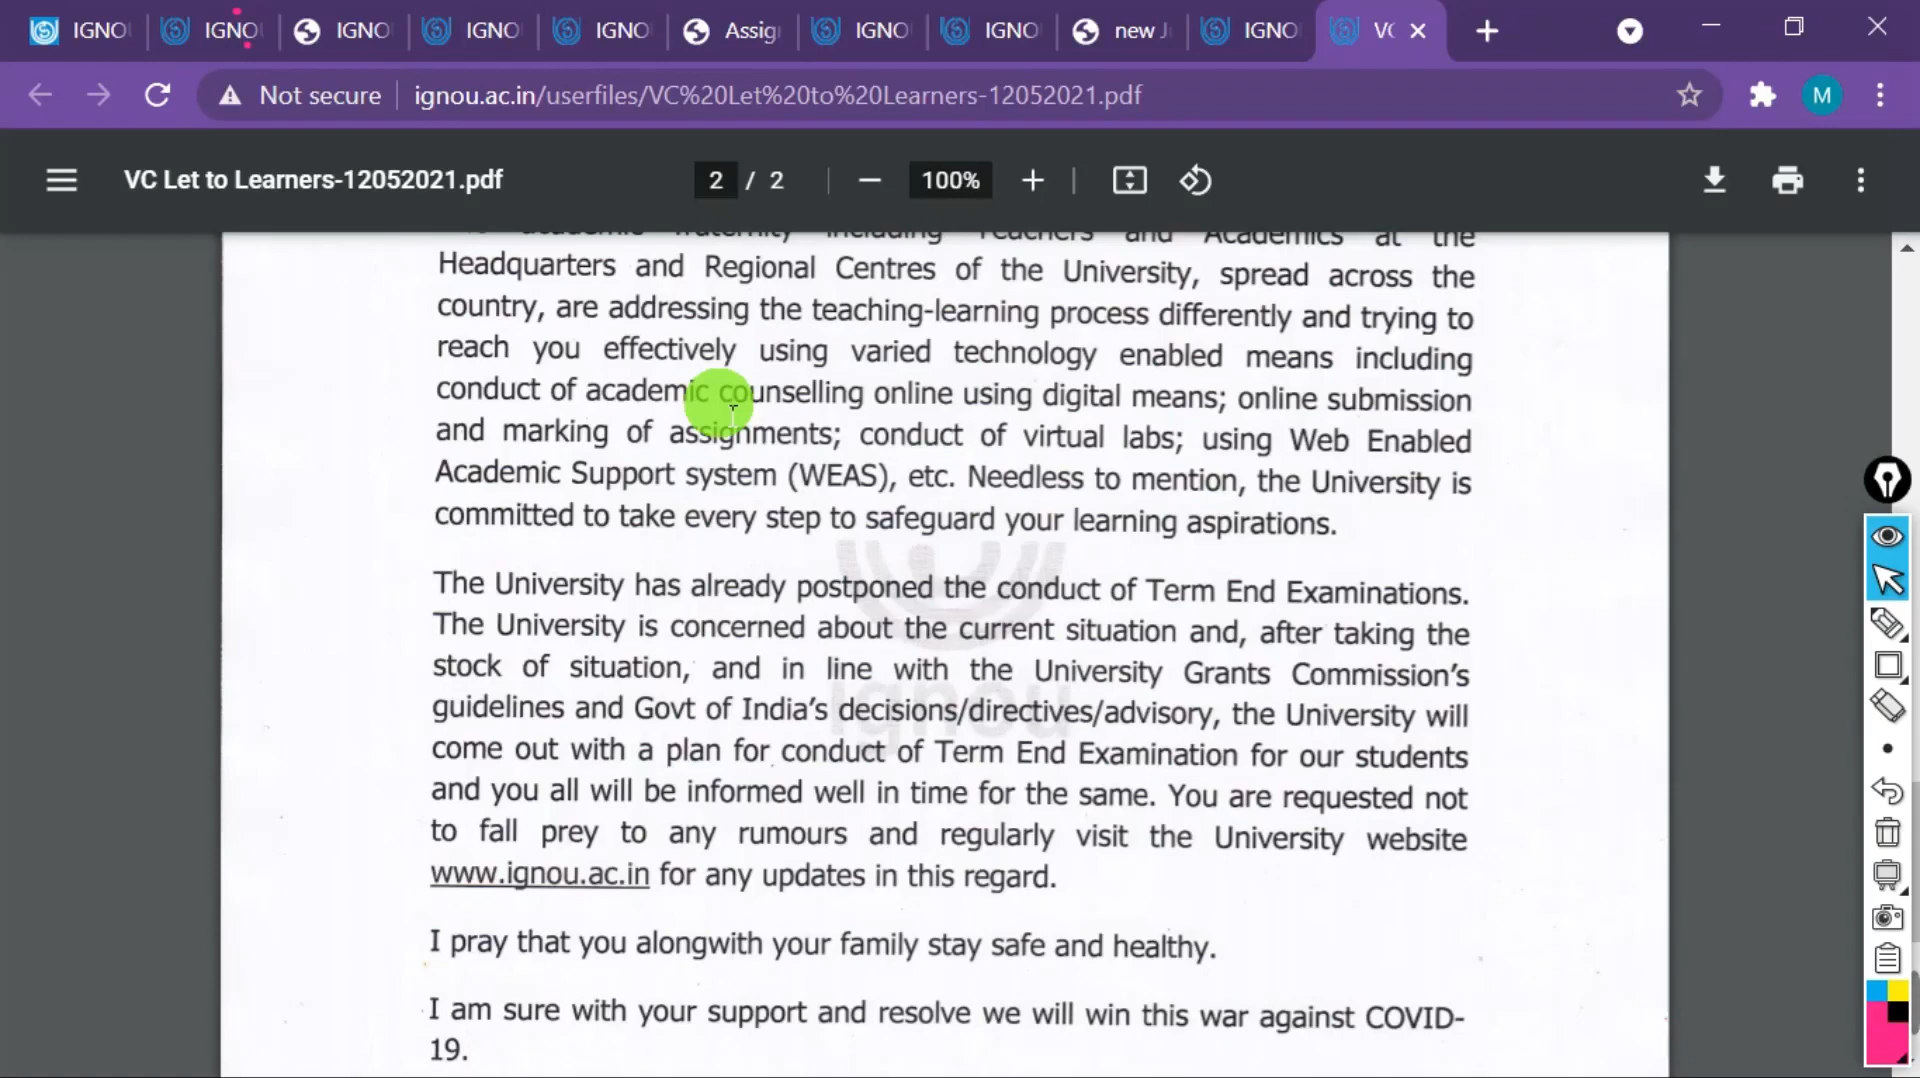 IGNOU IGNO IGNO IGNO IGNO Assig IGNO IGNO new J IGNO VC
Not secure ignou.ac.in/userfiles/VC%20Let%20to%20Learners-12052021.pdf M
VC Let to Learners-12052021.pdf 2 / 2 100%
academic fraternity including Teachers and Academics at the
Headquarters and Regional Centres of the University, spread across the
country, are addressing the teaching-learning process differently and trying to
reach you effectively using varied technology enabled means including
conduct of academic counselling online using digital means; online submission
and marking of assignments; conduct of virtual labs; using Web Enabled
Academic Support system (WEAS), etc. Needless to mention, the University is
committed to take every step to safeguard your learning aspirations.
The University has already postponed the conduct of Term End Examinations.
The University is concerned about the current situation and, after taking the
stock of situation, and in line with the University Grants Commission's
guidelines and Govt of India's decisions/directives/advisory, the University will
come out with a plan for conduct of Term End Examination for our students
and you all will be informed well in time for the same. You are requested not
to fall prey to any rumours and regularly visit the University website
www.ignou.ac.in for any updates in this regard.
I pray that you alongwith your family stay safe and healthy.
I am sure with your support and resolve we will win this war against COVID-
19.
ignou